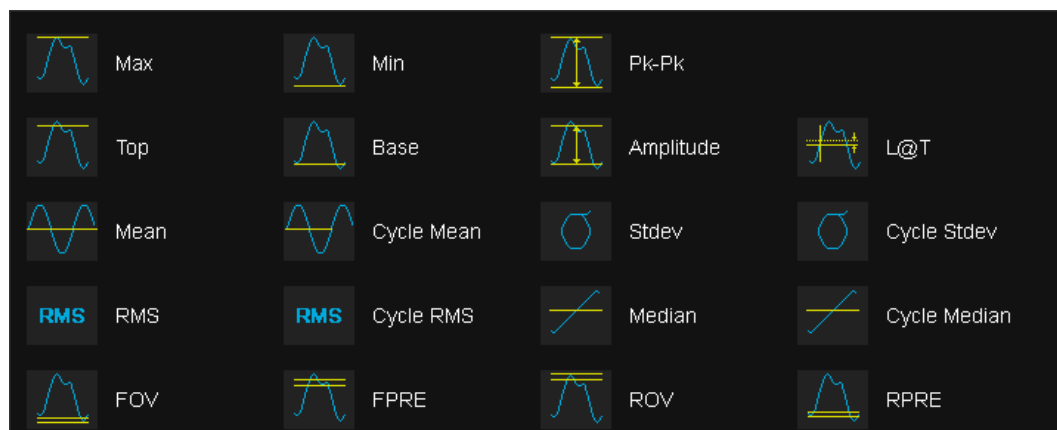 Max Min Pk-Pk
Top Base Amplitude L@T
Mean Cycle Mean Stdev Cycle Stdev
RMS RMS RMS Cycle RMS Median Cycle Median
FOV FPRE ROV RPRE